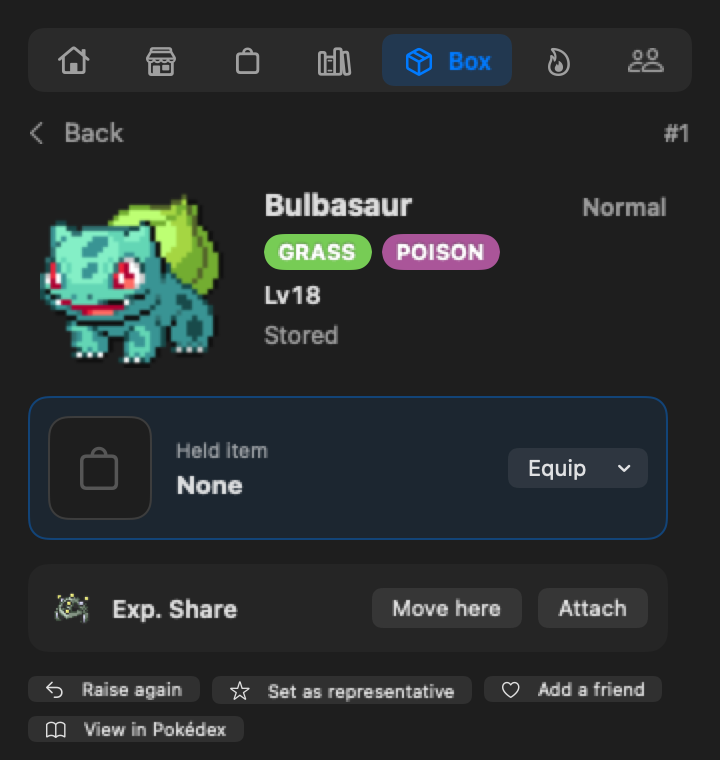 Box
Back
#1
Bulbasaur
Normal
GRASS POISON
Lv18
Stored
Held item
None
Equip
Exp. Share
Move here
Attach
Raise again
Set as representative
Add a friend
View in Pokédex